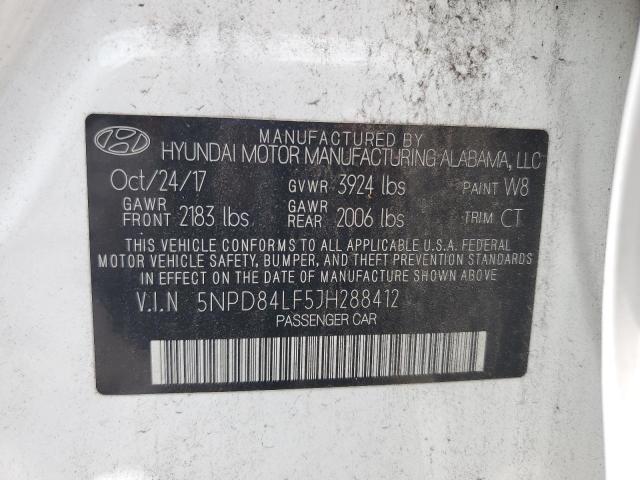 MANUFACTURED BY
HYUNDAI MOTOR MANUFACTURING ALABAMA, LLC
Oct/24/17 GVWR 3924 lbs PAINT W8
GAWR FRONT 2183 lbs GAWR REAR 2006 lbs TRIM CT
THIS VEHICLE CONFORMS TO ALL APPLICABLE U.S.A. FEDERAL
MOTOR VEHICLE SAFETY, BUMPER, AND THEFT PREVENTION STANDARDS
IN EFFECT ON THE DATE OF MANUFACTURE SHOWN ABOVE.
V.I.N 5NPD84LF5JH288412
PASSENGER CAR